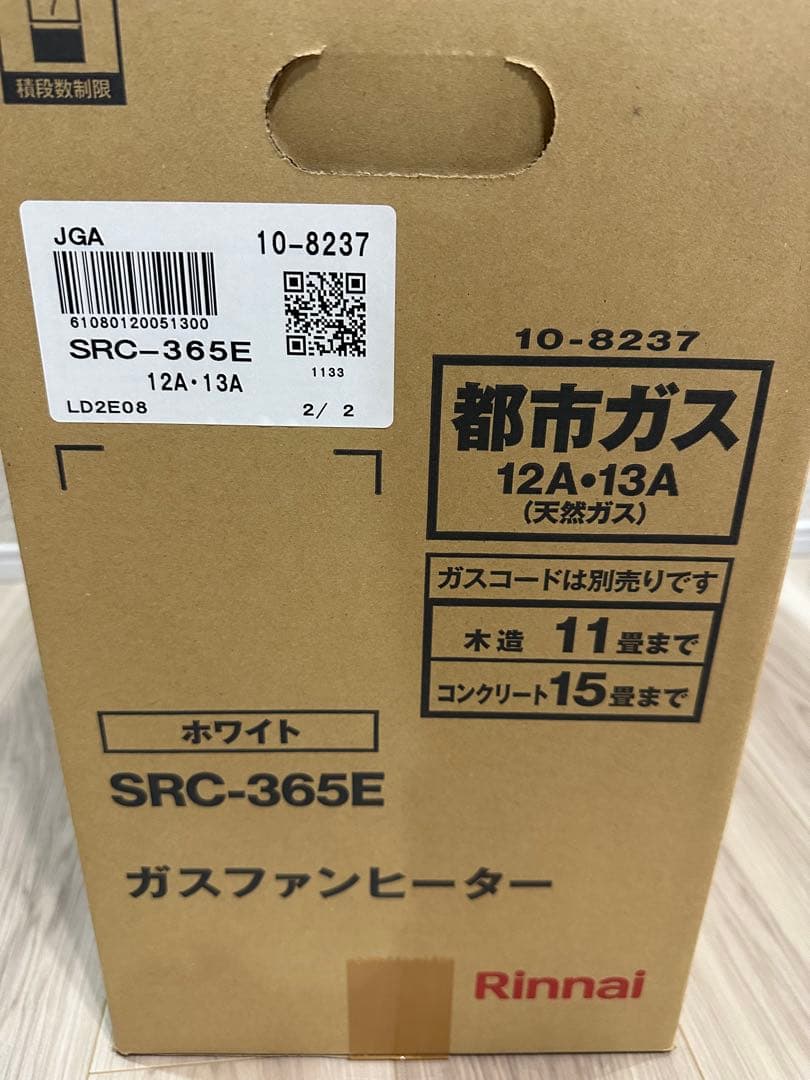 7
積段数制限
JGA
10-8237
61080120051300
SRC-365E
1133
12A・13A
LD2E08
2/ 2
10-8237
都市ガス
12A・13A
(天然ガス)
ガスコードは別売りです
木造 11畳まで
コンクリート15畳まで
ホワイト
SRC-365E
ガスファンヒーター
Rinnai